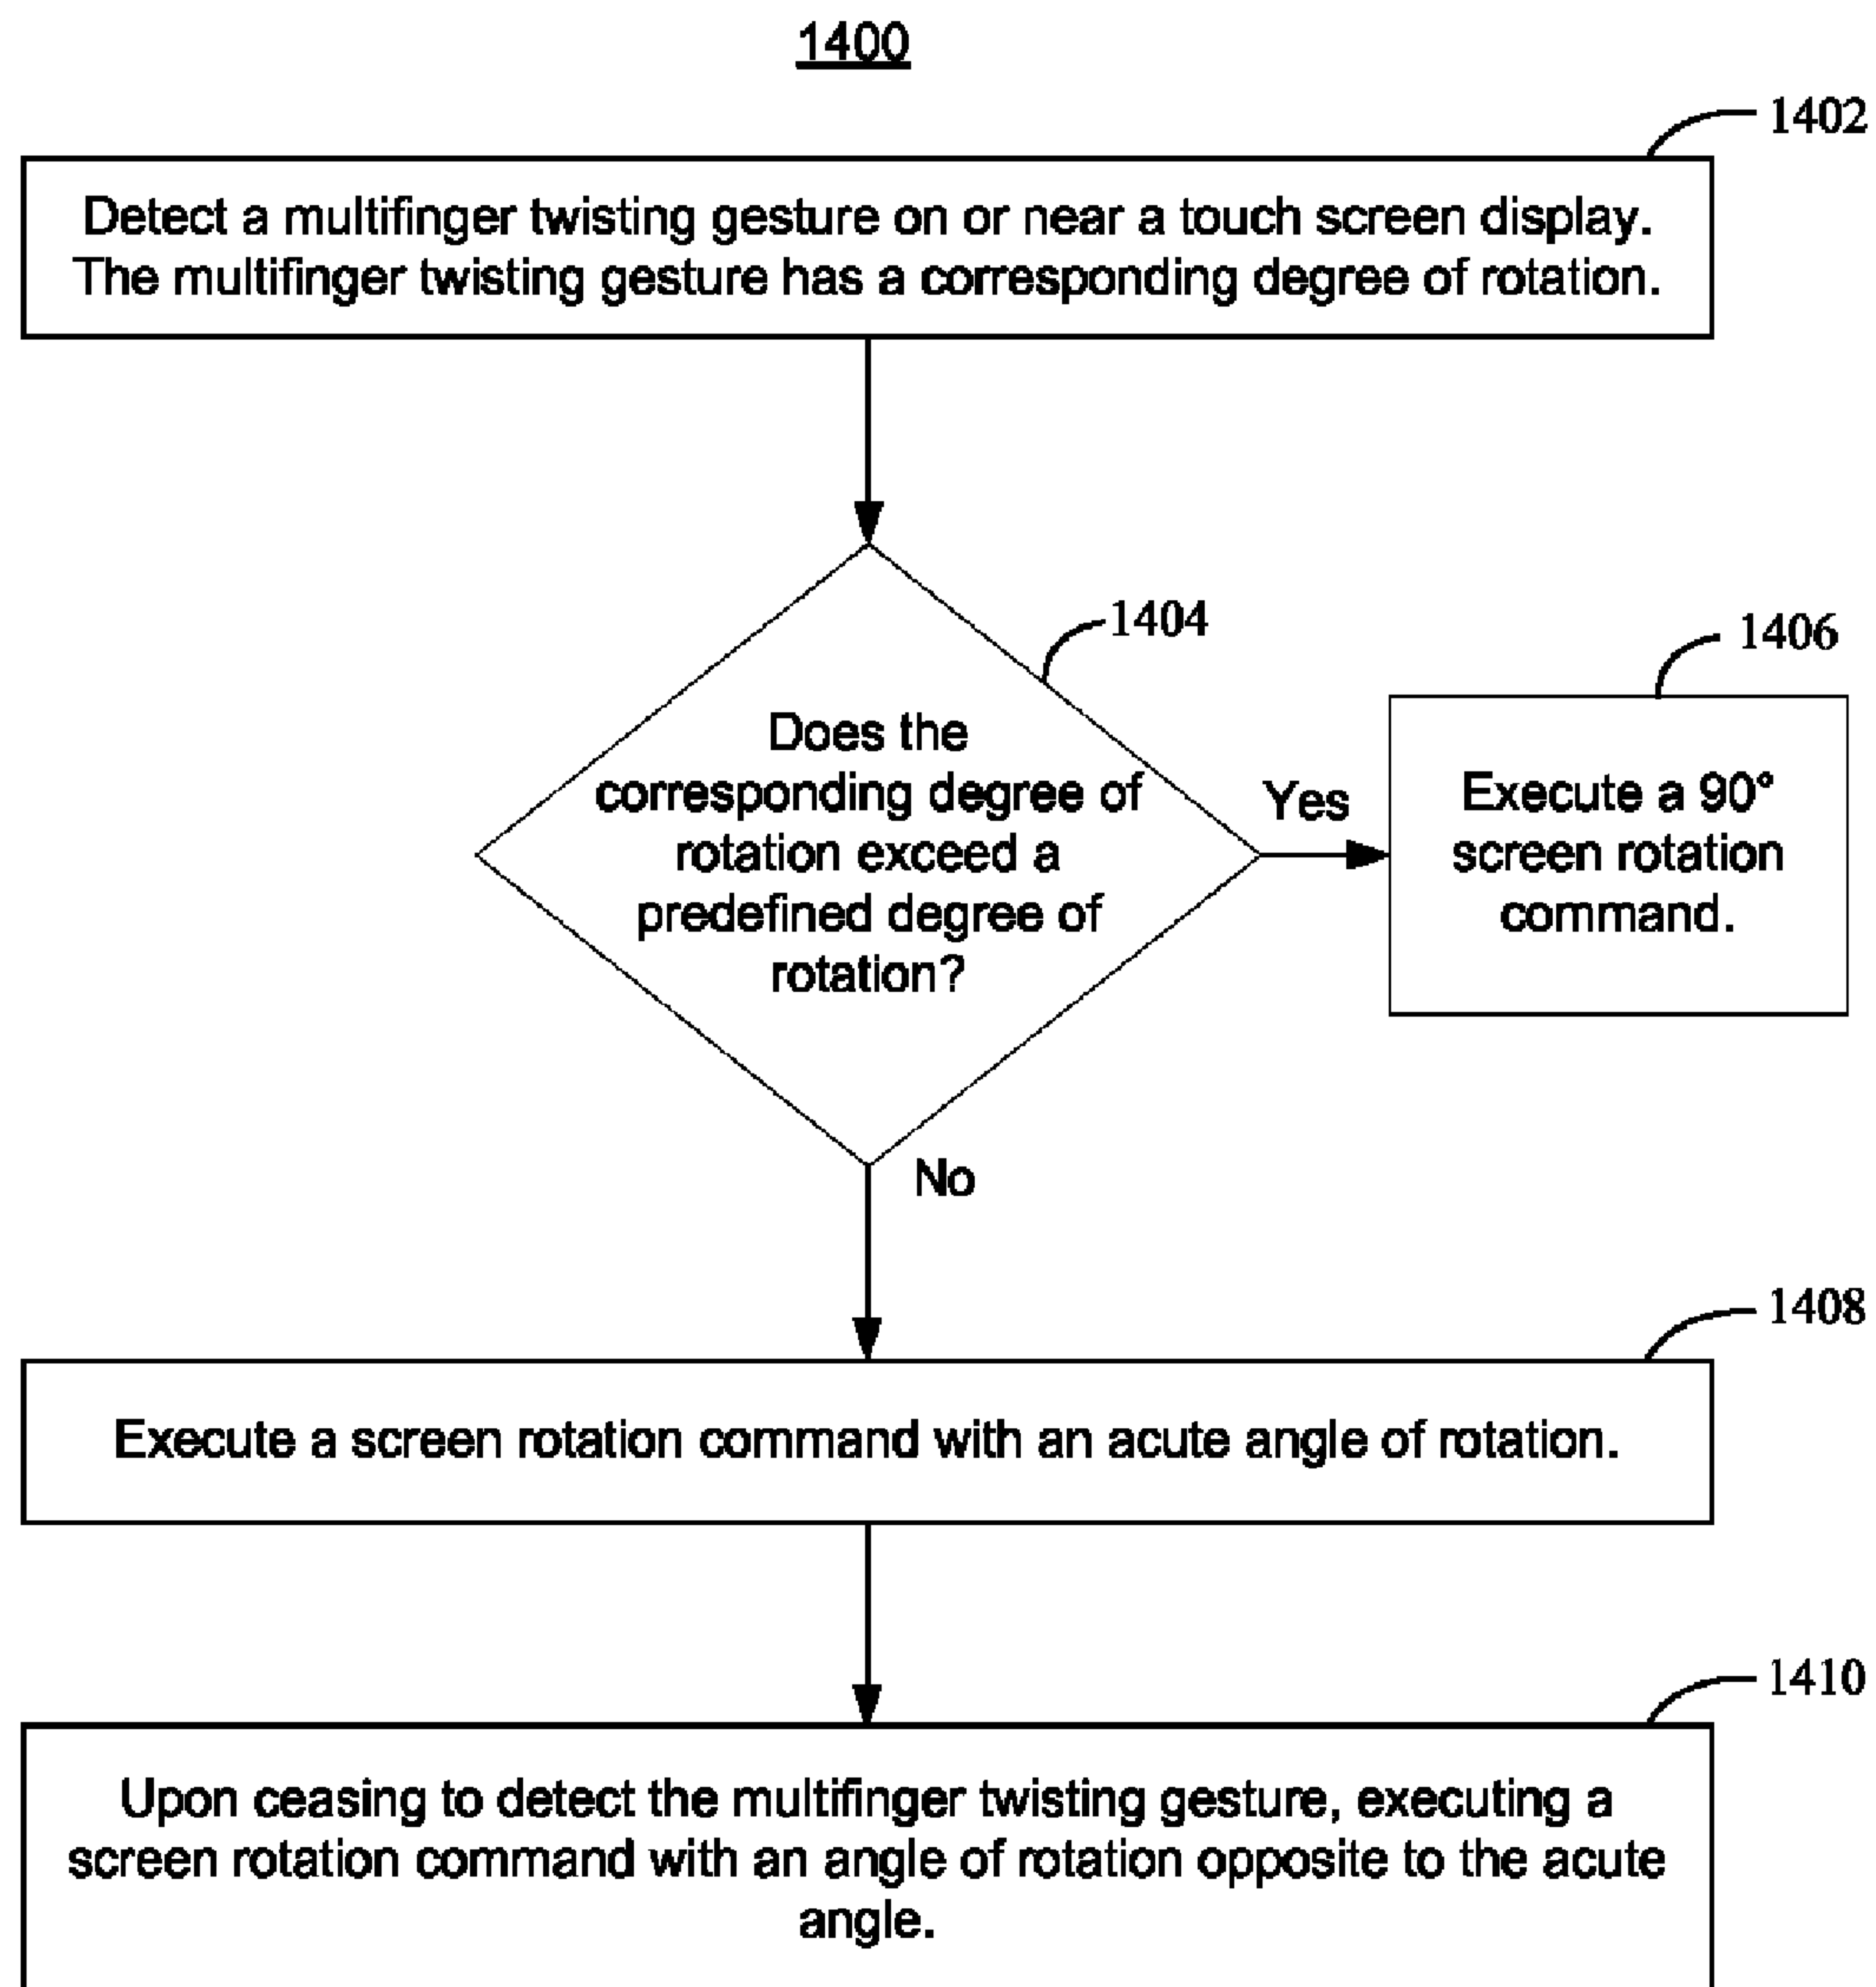 1400
1402
Detect a multifinger twisting gesture on or near a touch screen display.
The multifinger twisting gesture has a corresponding degree of rotation.
1404
Does the
corresponding degree of
rotation exceed a
predefined degree of
rotation?
Yes
1406
Execute a 90°
screen rotation
command.
No
1408
Execute a screen rotation command with an acute angle of rotation.
1410
Upon ceasing to detect the multifinger twisting gesture, executing a
screen rotation command with an angle of rotation opposite to the acute
angle.